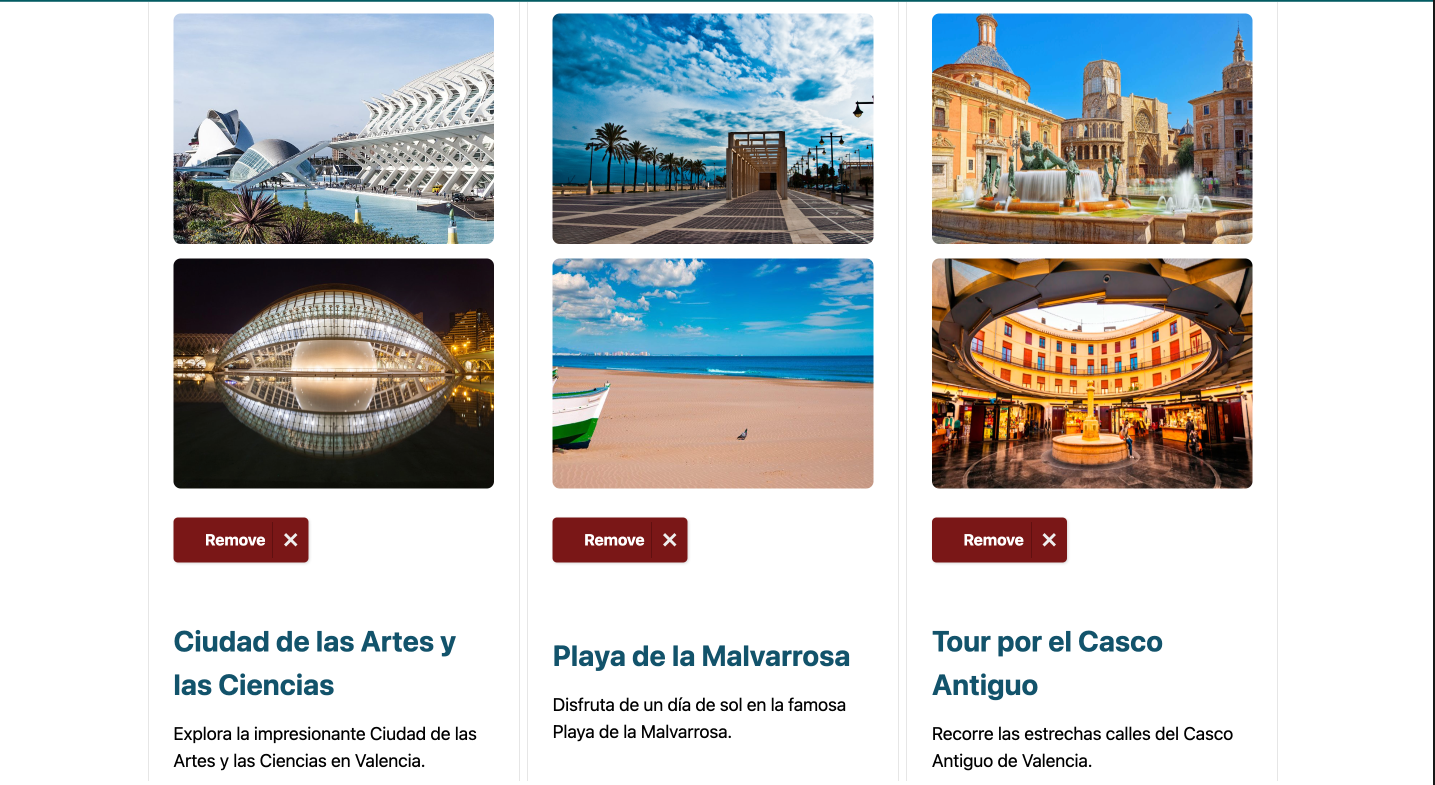 Remove ✕
Remove ✕
Remove ✕
Ciudad de las Artes y
las Ciencias
Explora la impresionante Ciudad de las
Artes y las Ciencias en Valencia.
Playa de la Malvarrosa
Disfruta de un día de sol en la famosa
Playa de la Malvarrosa.
Tour por el Casco
Antiguo
Recorre las estrechas calles del Casco
Antiguo de Valencia.